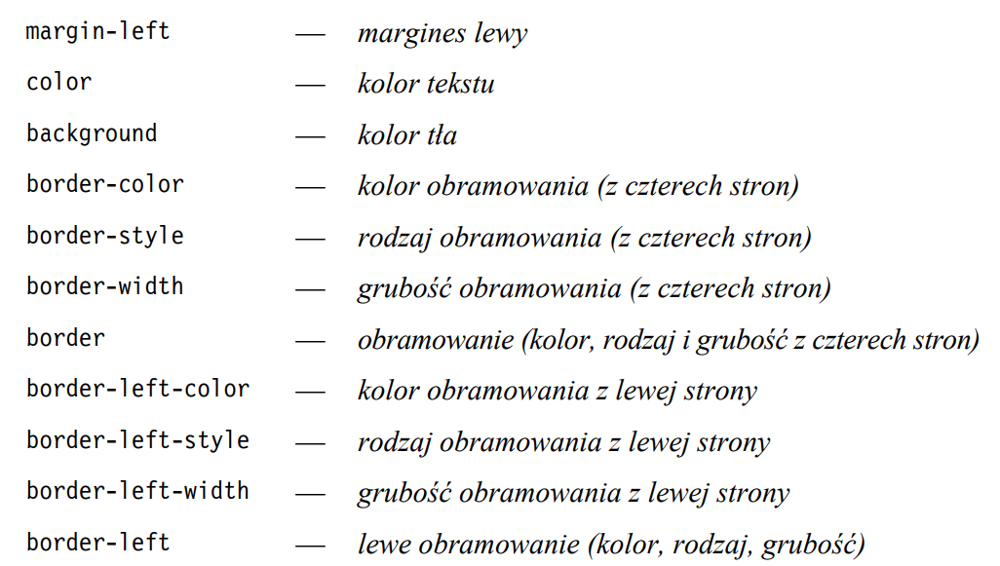 margin-left — margines lewy
color — kolor tekstu
background — kolor tła
border-color — kolor obramowania (z czterech stron)
border-style — rodzaj obramowania (z czterech stron)
border-width — grubość obramowania (z czterech stron)
border — obramowanie (kolor, rodzaj i grubość z czterech stron)
border-left-color — kolor obramowania z lewej strony
border-left-style — rodzaj obramowania z lewej strony
border-left-width — grubość obramowania z lewej strony
border-left — lewe obramowanie (kolor, rodzaj, grubość)